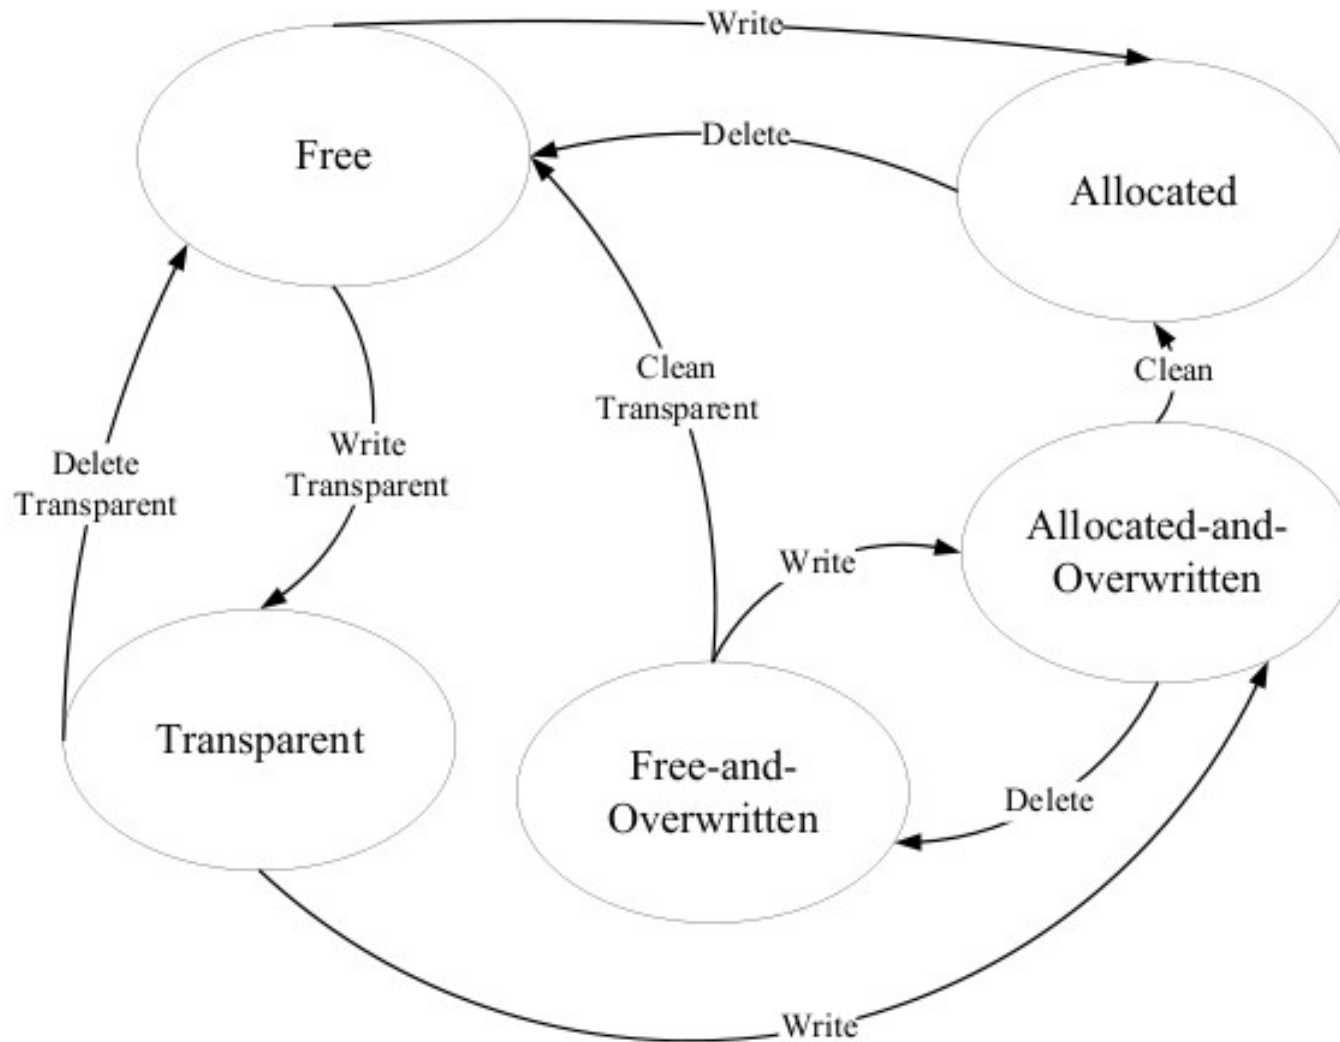 Write
Free
Delete
Allocated
Clean
Transparent
Clean
Delete
Transparent
Write
Transparent
Allocated-and-
Overwritten
Write
Transparent
Free-and-
Overwritten
Delete
Write